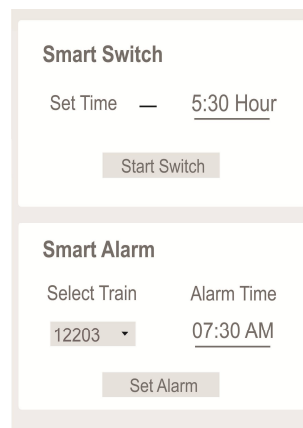 Smart Switch
Set Time — 5:30 Hour
Start Switch
Smart Alarm
Select Train Alarm Time
12203 07:30 AM
Set Alarm